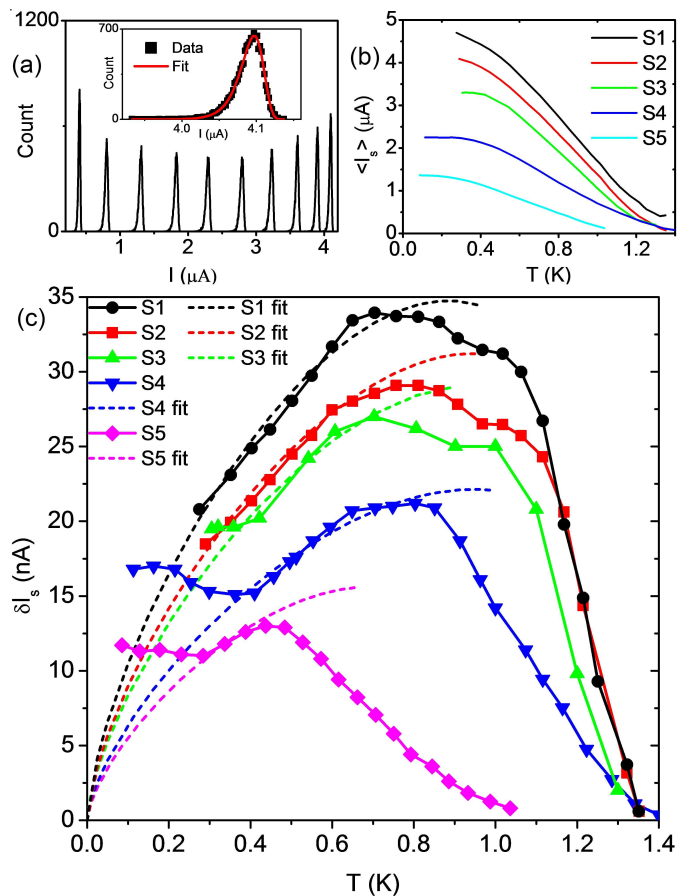 (a)
Count
1200
600
0
1 2 3 4
I (μA)
Count
700
0
4.0 4.1
I (μA)
Data
Fit
(b)
<I_s> (μA)
5
4
3
2
1
0
0.0 0.4 0.8 1.2
T (K)
S1
S2
S3
S4
S5
(c)
δI_s (nA)
35
30
25
20
15
10
5
0
0.0 0.2 0.4 0.6 0.8 1.0 1.2 1.4
T (K)
S1 S1 fit
S2 S2 fit
S3 S3 fit
S4
S4 fit
S5
S5 fit